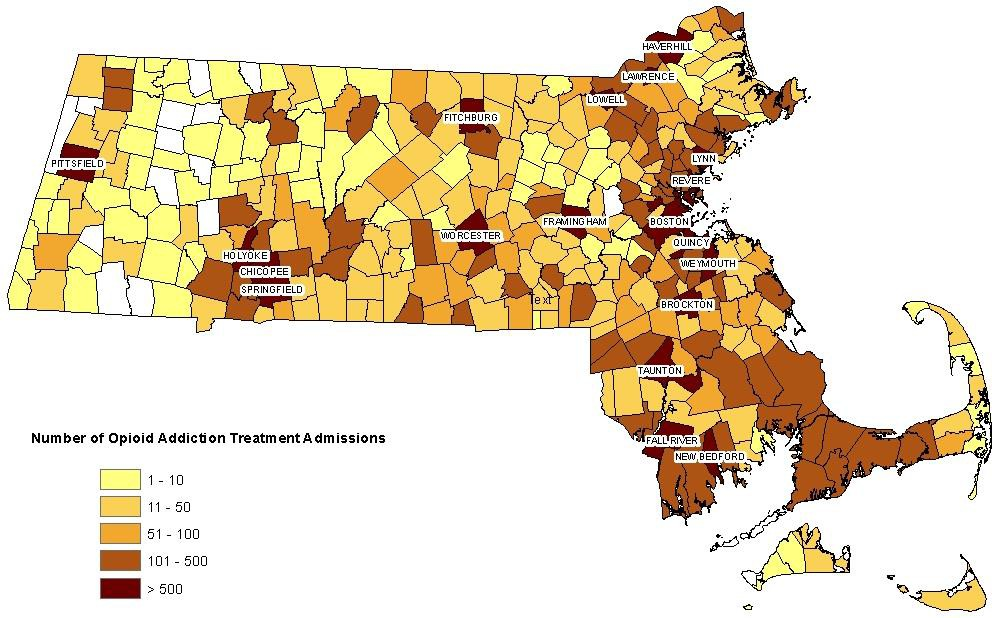 HAVERHILL
LAWRENCE
LOWELL
FITCHBURG
LYNN
PITTSFIELD
REVERE
FRAMINGHAM
BOSTON
WORCESTER
QUINCY
HOLYOKE
WEYMOUTH
CHICOPEE
SPRINGFIELD
Text
BROCKTON
TAUNTON
FALL RIVER
NEW BEDFORD
Number of Opioid Addiction Treatment Admissions
1 - 10
11 - 50
51 - 100
101 - 500
> 500